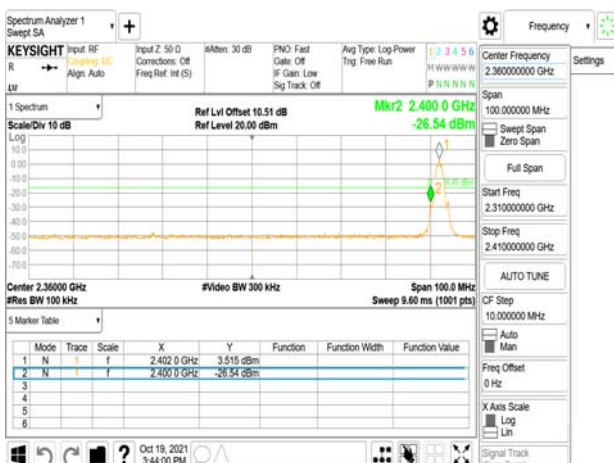 Spectrum Analyzer 1
Swept SA
Frequency
KEYSIGHT
R
Input: RF
Coupling: DC
Align: Auto
Input Z: 50 Ω
Corrections: Off
Freq Ref: Int (S)
#Atten: 30 dB
PNO: Fast
Gate: Off
IF Gain: Low
Sig Track: Off
Avg Type: Log-Power
Trig: Free Run
1 2 3 4 5 6
M W W W W W
P N N N N N
Settings
Center Frequency
2.360000000 GHz
Span
100.000000 MHz
Swept Span
Zero Span
Full Span
Start Freq
2.310000000 GHz
Stop Freq
2.410000000 GHz
AUTO TUNE
CF Step
10.000000 MHz
Auto
Man
Freq Offset
0 Hz
X Axis Scale
Log
Lin
Signal Track
1 Spectrum
Scale/Div 10 dB
Log
Ref Lvl Offset 10.51 dB
Ref Level 20.00 dBm
Mkr2 2.400 0 GHz
-26.54 dBm
10.0
0.00
-10.0
-20.0
-30.0
-40.0
-50.0
-60.0
-70.0
1
2
Center 2.36000 GHz
#Res BW 100 kHz
#Video BW 300 kHz
Span 100.0 MHz
Sweep 9.60 ms (1001 pts)
5 Marker Table
Mode Trace Scale X Y Function Function Width Function Value
1 N 1 f 2.402 0 GHz 3.515 dBm
2 N 1 f 2.400 0 GHz -26.54 dBm
3
4
5
6
Oct 19, 2021
3:44:00 PM